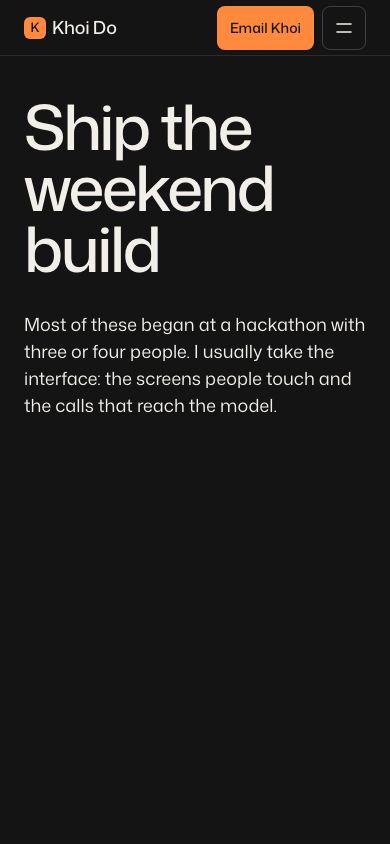 K Khoi Do
Email Khoi
Ship the
weekend
build
Most of these began at a hackathon with
three or four people. I usually take the
interface: the screens people touch and
the calls that reach the model.